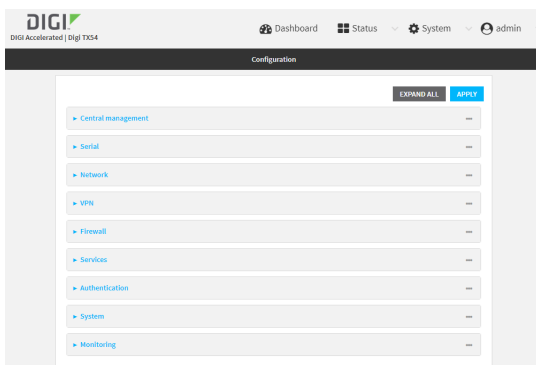 DIGI
DIGI Accelerated | Digi TX54
Dashboard Status System admin
Configuration
EXPAND ALL APPLY
Central management
Serial
Network
VPN
Firewall
Services
Authentication
System
Monitoring